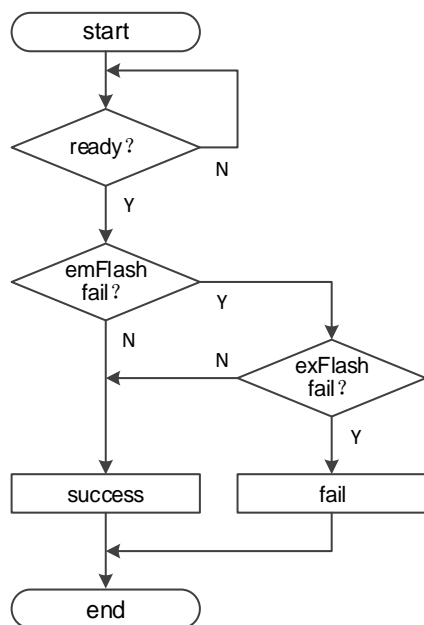 start
ready?
N
Y
emFlash
fail?
Y
N
N
exFlash
fail?
Y
success
fail
end